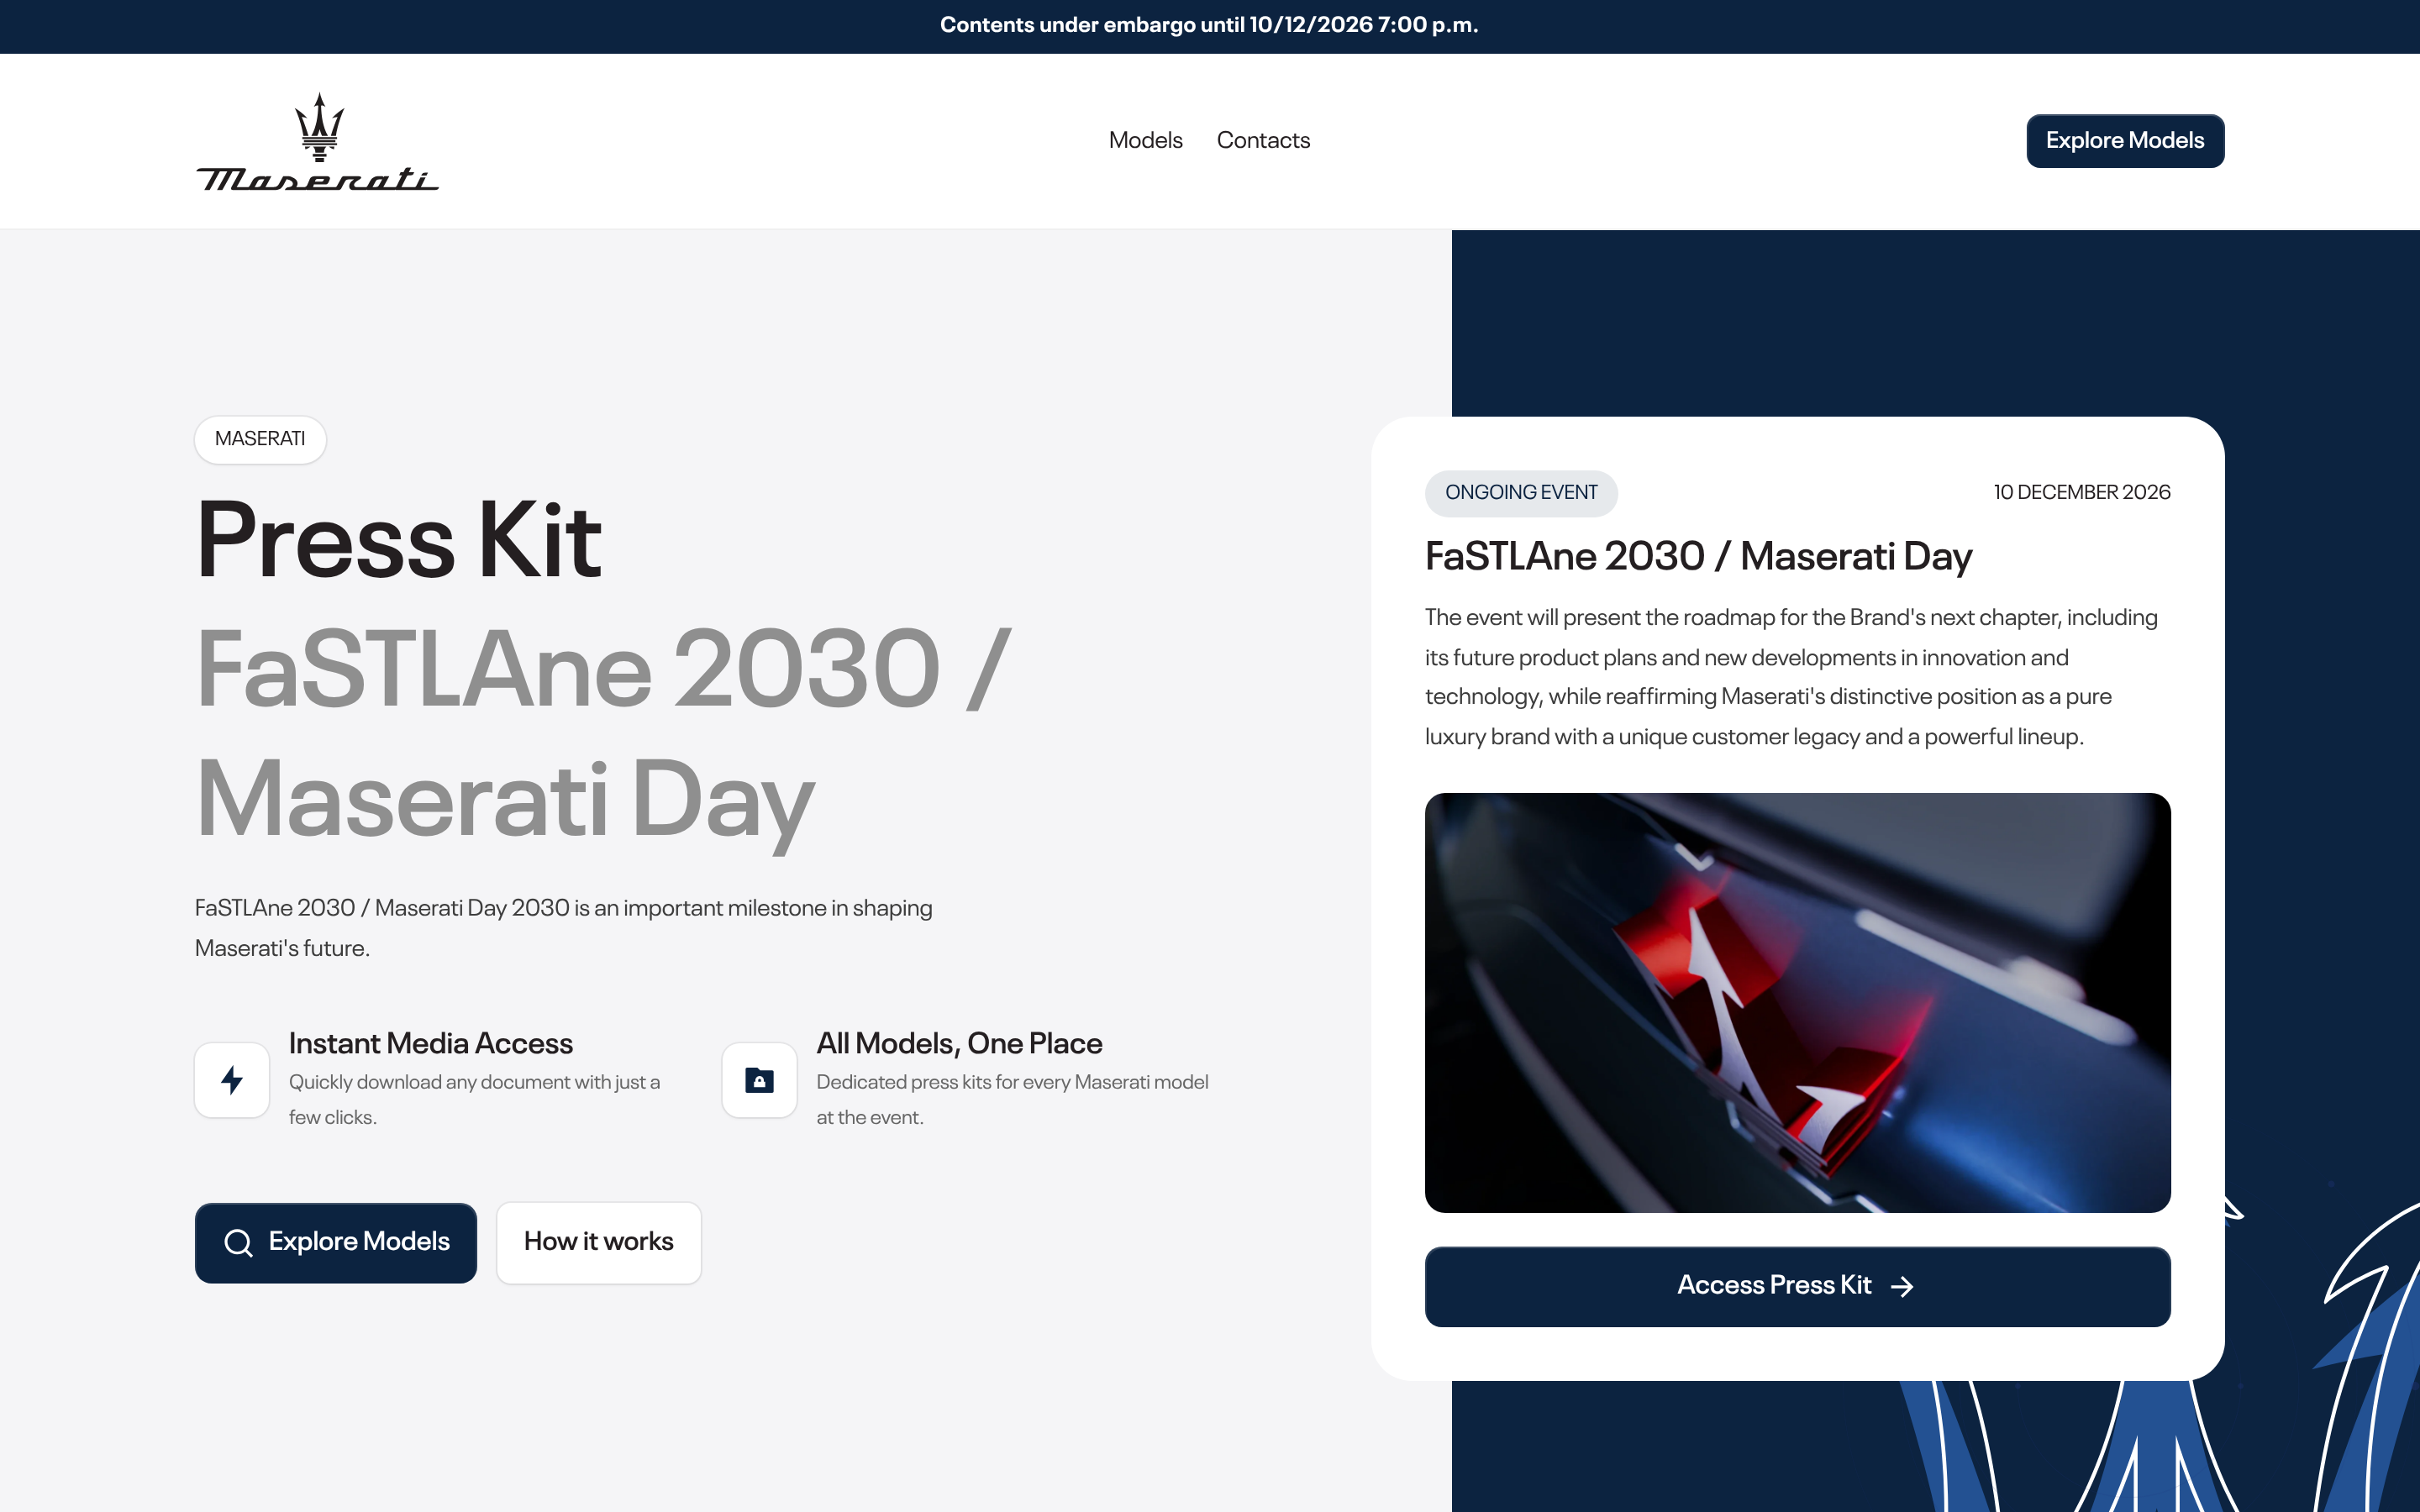 Contents under embargo until 10/12/2026 7:00 p.m.
Maserati
Models
Contacts
Explore Models
MASERATI
Press Kit
FaSTLAne 2030 /
Maserati Day
FaSTLAne 2030 / Maserati Day 2030 is an important milestone in shaping
Maserati's future.
Instant Media Access
Quickly download any document with just a
few clicks.
All Models, One Place
Dedicated press kits for every Maserati model
at the event.
Explore Models
How it works
ONGOING EVENT
10 DECEMBER 2026
FaSTLAne 2030 / Maserati Day
The event will present the roadmap for the Brand's next chapter, including
its future product plans and new developments in innovation and
technology, while reaffirming Maserati's distinctive position as a pure
luxury brand with a unique customer legacy and a powerful lineup.
Access Press Kit